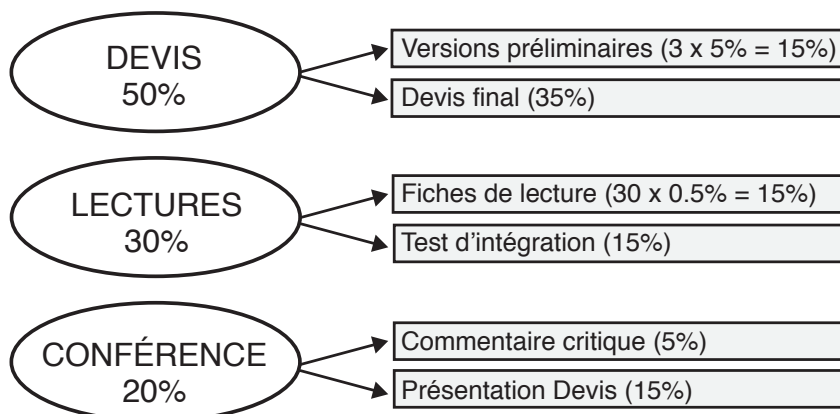 DEVIS
50%
Versions préliminaires (3 x 5% = 15%)
Devis final (35%)
LECTURES
30%
Fiches de lecture (30 x 0.5% = 15%)
Test d’intégration (15%)
CONFÉRENCE
20%
Commentaire critique (5%)
Présentation Devis (15%)